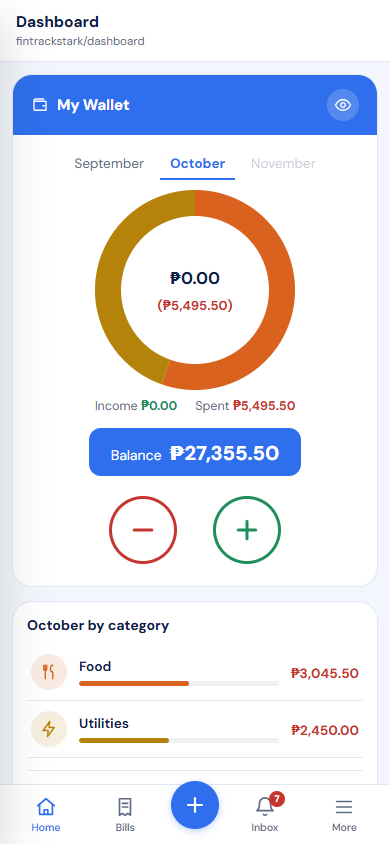 Dashboard
fintrackstark/dashboard
My Wallet
September October November
₱0.00
(₱5,495.50)
Income ₱0.00 Spent ₱5,495.50
Balance ₱27,355.50
October by category
Food ₱3,045.50
Utilities ₱2,450.00
7
Home Bills Inbox More